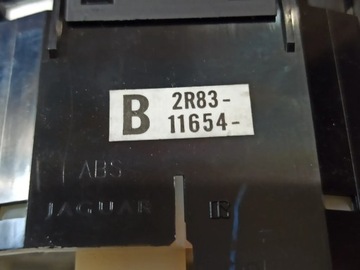 B 2R83-
11654-
ABS
JAGUAR